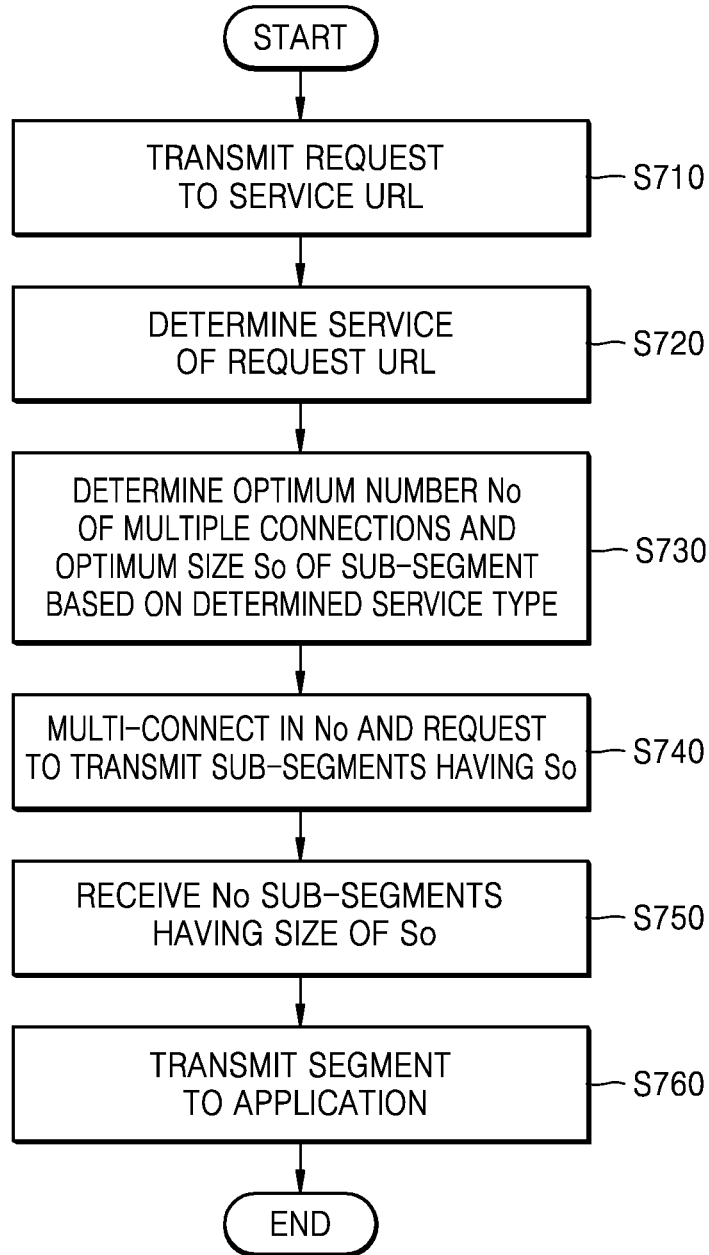 START
TRANSMIT REQUEST
TO SERVICE URL
S710
DETERMINE SERVICE
OF REQUEST URL
S720
DETERMINE OPTIMUM NUMBER No
OF MULTIPLE CONNECTIONS AND
OPTIMUM SIZE So OF SUB-SEGMENT
BASED ON DETERMINED SERVICE TYPE
S730
MULTI-CONNECT IN No AND REQUEST
TO TRANSMIT SUB-SEGMENTS HAVING So
S740
RECEIVE No SUB-SEGMENTS
HAVING SIZE OF So
S750
TRANSMIT SEGMENT
TO APPLICATION
S760
END